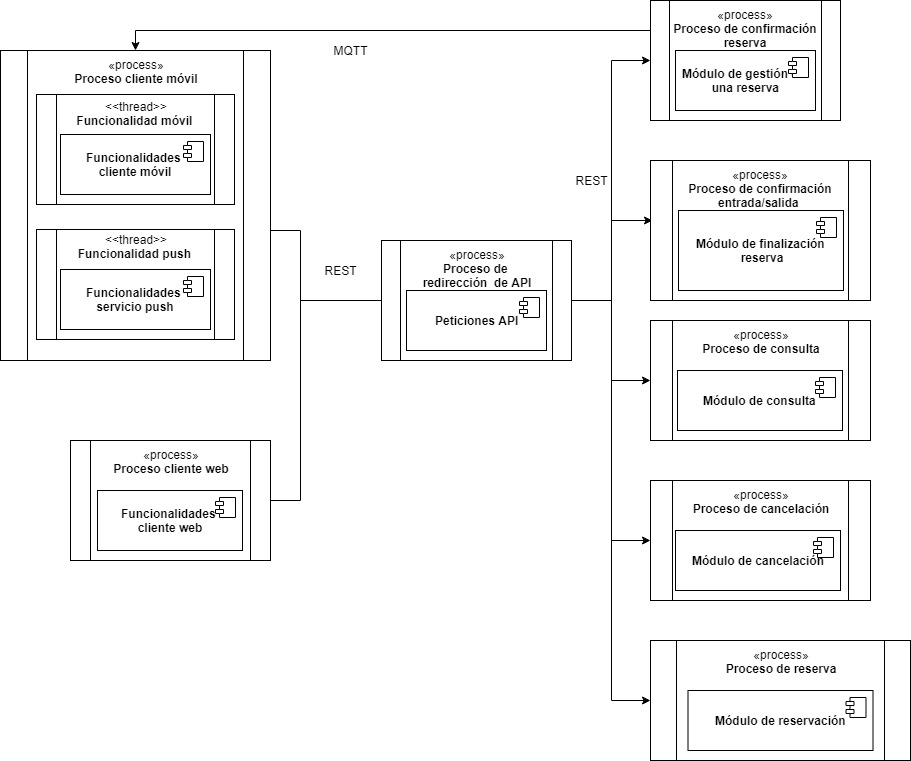 «process»
Proceso de confirmación
reserva
Módulo de gestión
una reserva
MQTT
«process»
Proceso cliente móvil
<<thread>>
Funcionalidad móvil
Funcionalidades
cliente móvil
<<thread>>
Funcionalidad push
Funcionalidades
servicio push
REST
«process»
Proceso de
redirección de API
Peticiones API
REST
«process»
Proceso de confirmación
entrada/salida
Módulo de finalización
reserva
«process»
Proceso de consulta
Módulo de consulta
«process»
Proceso cliente web
Funcionalidades
cliente web
«process»
Proceso de cancelación
Módulo de cancelación
«process»
Proceso de reserva
Módulo de reservación